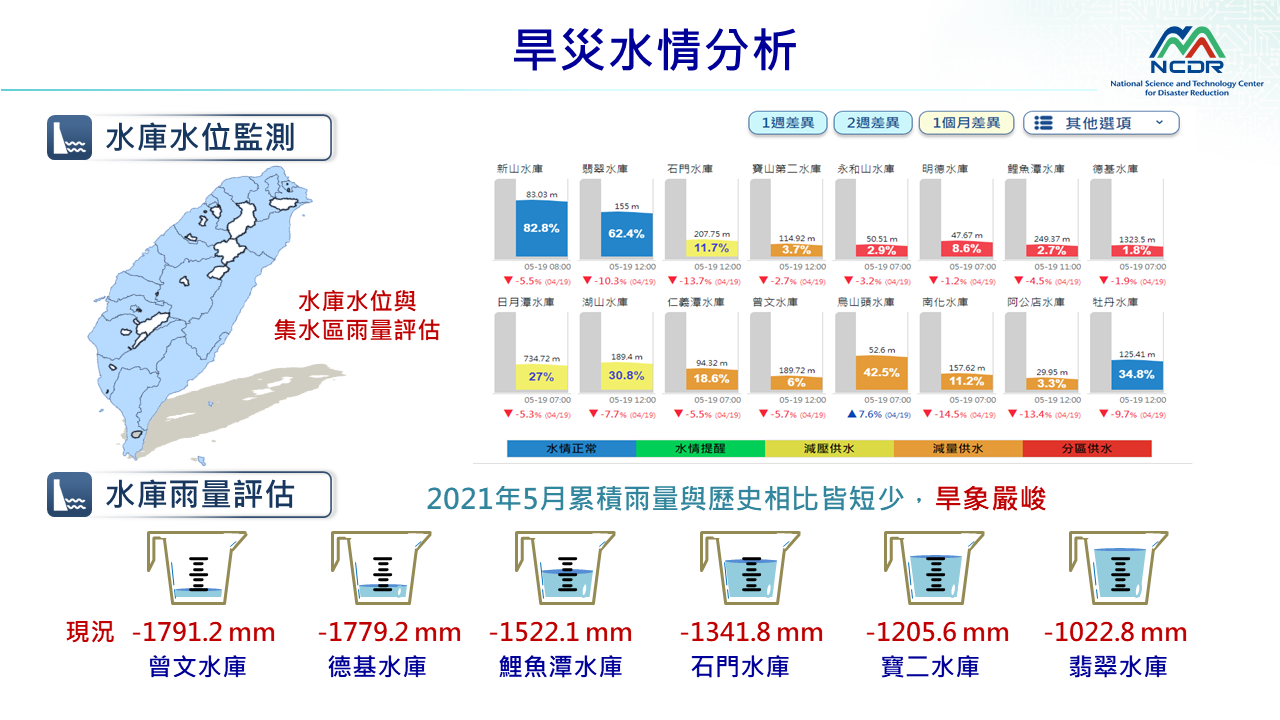 旱災水情分析
NCDR
National Science and Technology Center
for Disaster Reduction
水庫水位監測
1週差異
2週差異
1個月差異
其他選項
新山水庫
83.03 m
82.8%
05-19 08:00
▼ -5.5% (04/19)
翡翠水庫
155 m
62.4%
05-19 12:00
▼ -10.3% (04/19)
石門水庫
207.75 m
11.7%
05-19 12:00
▼ -13.7% (04/19)
寶山第二水庫
114.92 m
3.7%
05-19 12:00
▼ -2.7% (04/19)
永和山水庫
50.51 m
2.9%
05-19 07:00
▼ -3.2% (04/19)
明德水庫
47.67 m
8.6%
05-19 07:00
▼ -1.2% (04/19)
鯉魚潭水庫
249.37 m
2.7%
05-19 11:00
▼ -4.5% (04/19)
德基水庫
1323.5 m
1.8%
05-19 07:00
▼ -1.9% (04/19)
日月潭水庫
734.72 m
27%
05-19 07:00
▼ -5.3% (04/19)
湖山水庫
189.4 m
30.8%
05-19 12:00
▼ -7.7% (04/19)
仁義潭水庫
94.32 m
18.6%
05-19 12:00
▼ -5.5% (04/19)
曾文水庫
189.72 m
6%
05-19 12:00
▼ -5.7% (04/19)
烏山頭水庫
52.6 m
42.5%
05-19 07:00
▲ 7.6% (04/19)
南化水庫
157.62 m
11.2%
05-19 07:00
▼ -14.5% (04/19)
阿公店水庫
29.95 m
3.3%
05-19 12:00
▼ -13.4% (04/19)
牡丹水庫
125.41 m
34.8%
05-19 12:00
▼ -9.7% (04/19)
水情正常
水情提醒
減壓供水
減量供水
分區供水
水庫水位與
集水區雨量評估
水庫雨量評估
2021年5月累積雨量與歷史相比皆短少，旱象嚴峻
現況 -1791.2 mm -1779.2 mm -1522.1 mm -1341.8 mm -1205.6 mm -1022.8 mm
曾文水庫 德基水庫 鯉魚潭水庫 石門水庫 寶二水庫 翡翠水庫